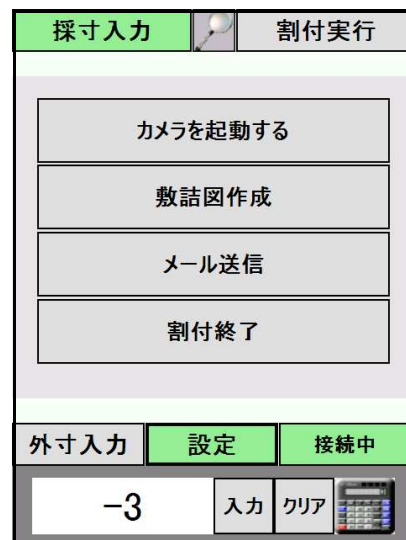 採寸入力 割付実行
カメラを起動する
敷詰図作成
メール送信
割付終了
外寸入力 設定 接続中
-3 入力 クリア